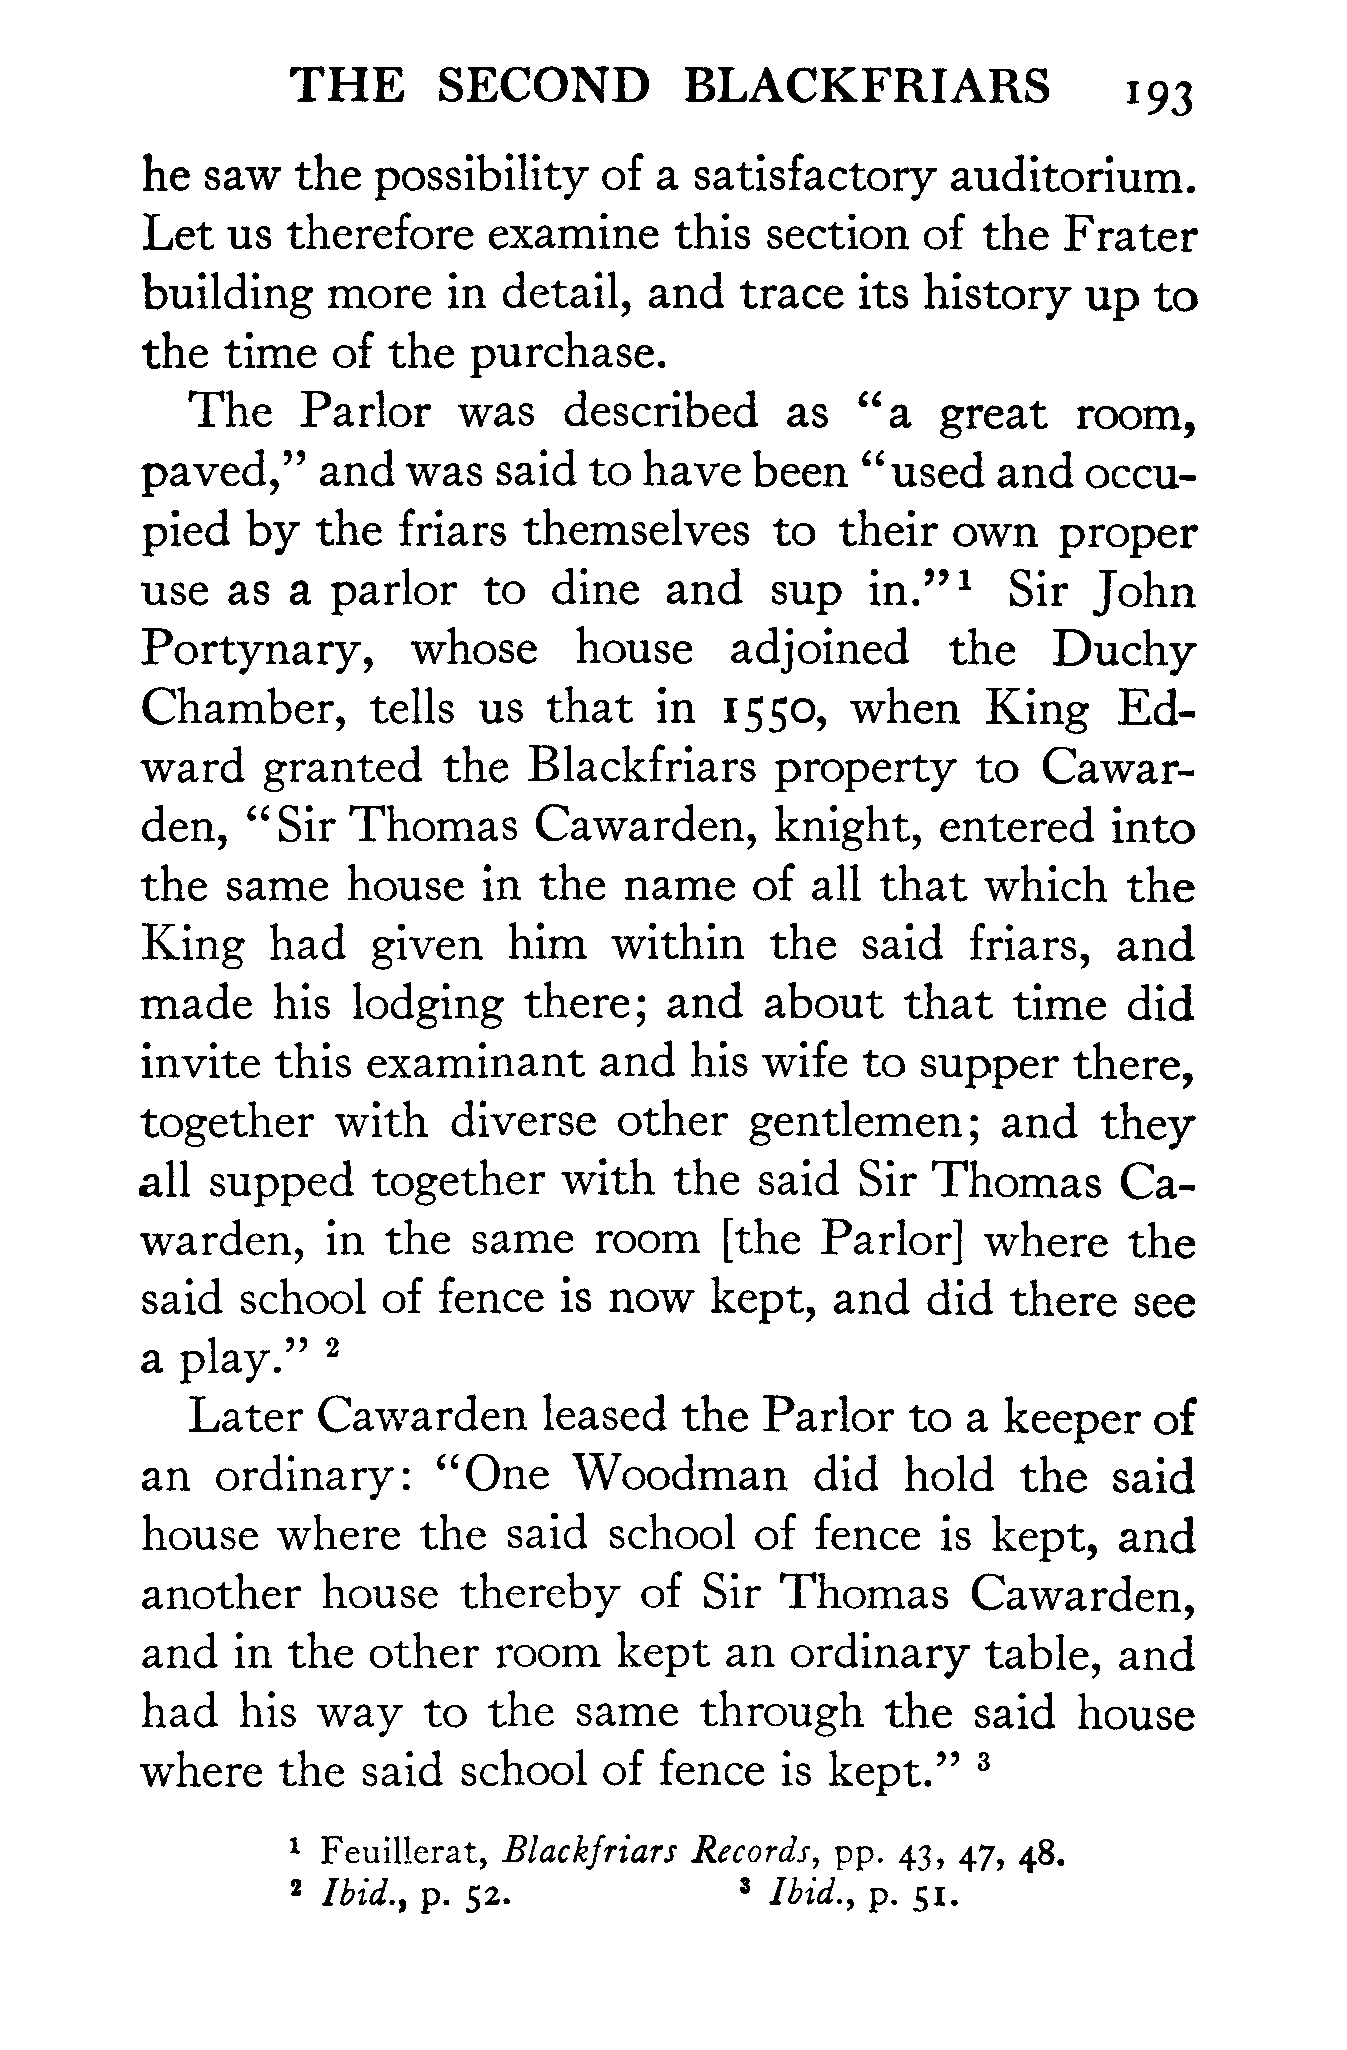 THE SECOND BLACKFRIARS 193
he saw the possibility of a satisfactory auditorium.
Let us therefore examine this section of the Frater
building more in detail, and trace its history up to
the time of the purchase.
The Parlor was described as “a great room,
paved,” and was said to have been “used and occu-
pied by the friars themselves to their own proper
use as a parlor to dine and sup in.”¹ Sir John
Portynary, whose house adjoined the Duchy
Chamber, tells us that in 1550, when King Ed-
ward granted the Blackfriars property to Cawar-
den, “Sir Thomas Cawarden, knight, entered into
the same house in the name of all that which the
King had given him within the said friars, and
made his lodging there; and about that time did
invite this examinant and his wife to supper there,
together with diverse other gentlemen; and they
all supped together with the said Sir Thomas Ca-
warden, in the same room [the Parlor] where the
said school of fence is now kept, and did there see
a play.” ²
Later Cawarden leased the Parlor to a keeper of
an ordinary: “One Woodman did hold the said
house where the said school of fence is kept, and
another house thereby of Sir Thomas Cawarden,
and in the other room kept an ordinary table, and
had his way to the same through the said house
where the said school of fence is kept.” ³
¹ Feuillerat, Blackfriars Records, pp. 43, 47, 48.
² Ibid., p. 52. ³ Ibid., p. 51.